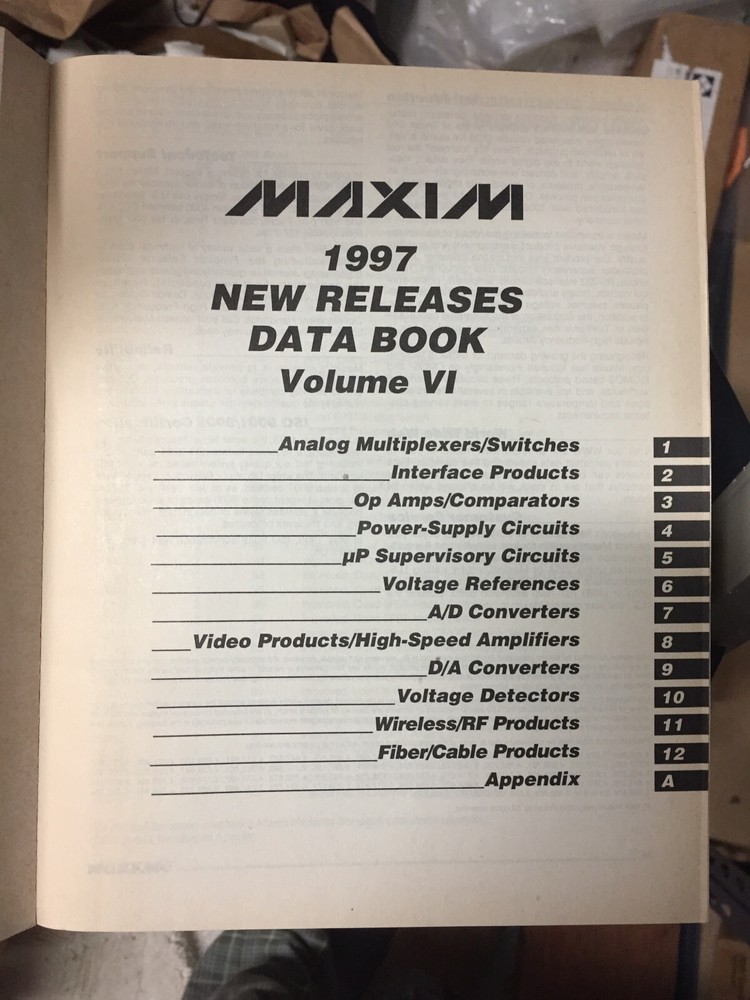 MAXIM
1997
NEW RELEASES
DATA BOOK
Volume VI
Analog Multiplexers/Switches 1
Interface Products 2
Op Amps/Comparators 3
Power-Supply Circuits 4
µP Supervisory Circuits 5
Voltage References 6
A/D Converters 7
Video Products/High-Speed Amplifiers 8
D/A Converters 9
Voltage Detectors 10
Wireless/RF Products 11
Fiber/Cable Products 12
Appendix A